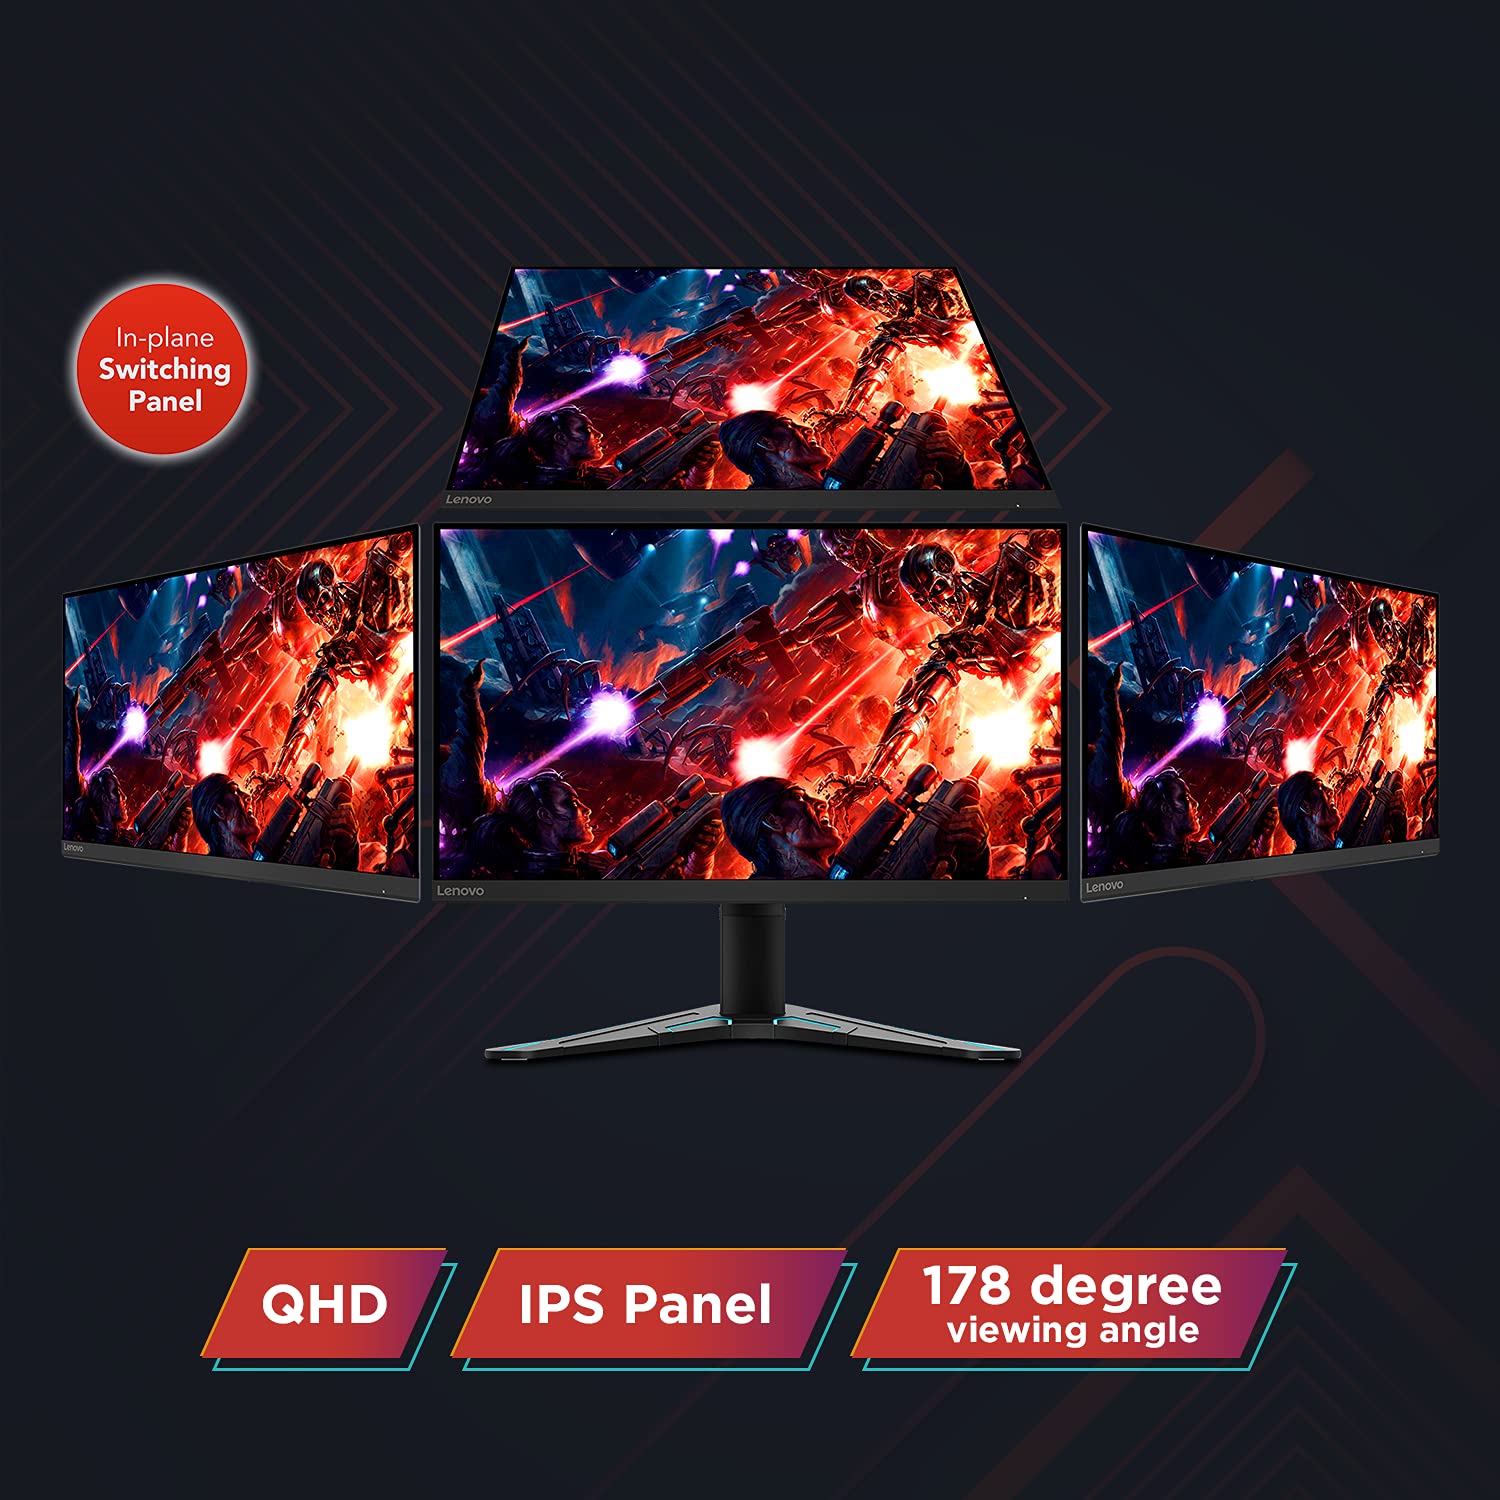 In-plane
Switching
Panel
Lenovo
Lenovo
Lenovo
Lenovo
QHD
IPS Panel
178 degree
viewing angle